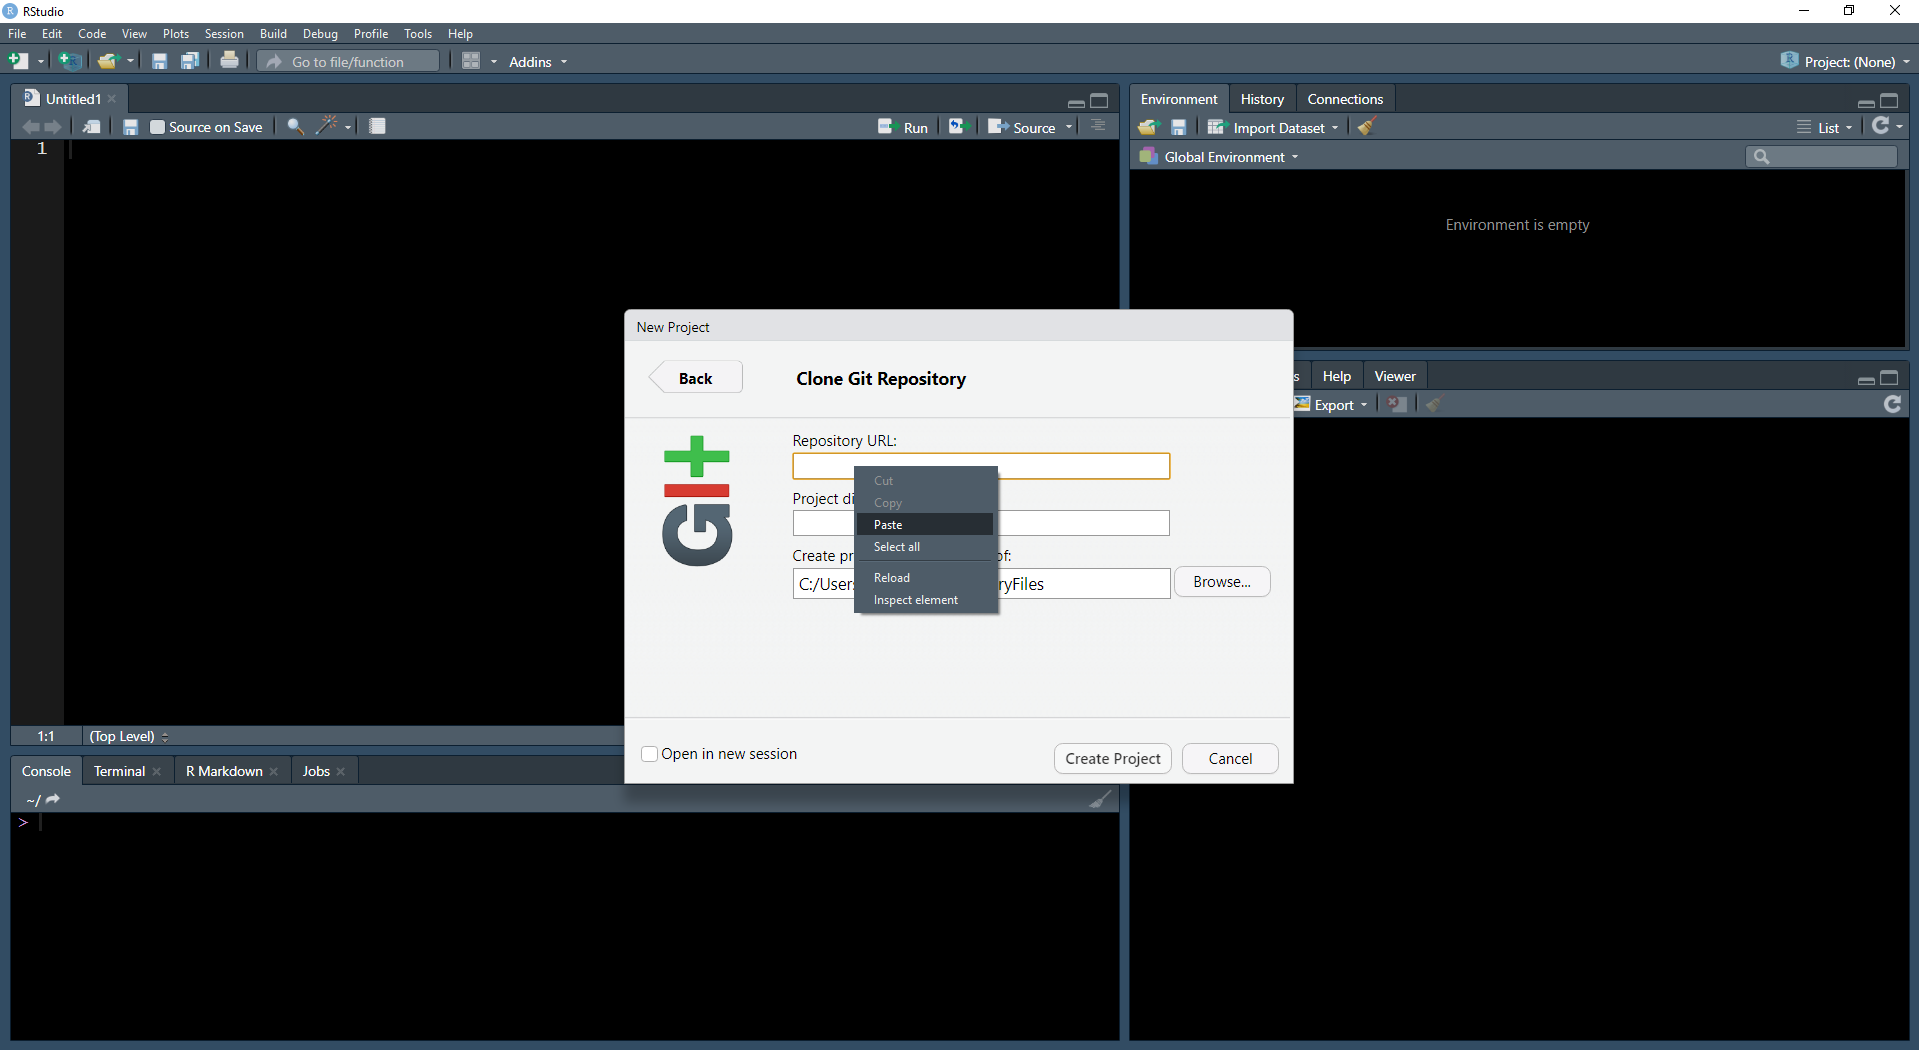 RStudio
File Edit Code View Plots Session Build Debug Profile Tools Help
Go to file/function Addins Project: (None)
Untitled1
Source on Save Run Source
1
1:1 (Top Level)
Console Terminal R Markdown Jobs
~/
>
Environment History Connections
Import Dataset List
Global Environment
Environment is empty
s Help Viewer
Export
New Project
Back Clone Git Repository
GIT
Repository URL:
Project di
Create pr of:
C:/User ryFiles Browse...
Cut
Copy
Paste
Select all
Reload
Inspect element
Open in new session Create Project Cancel